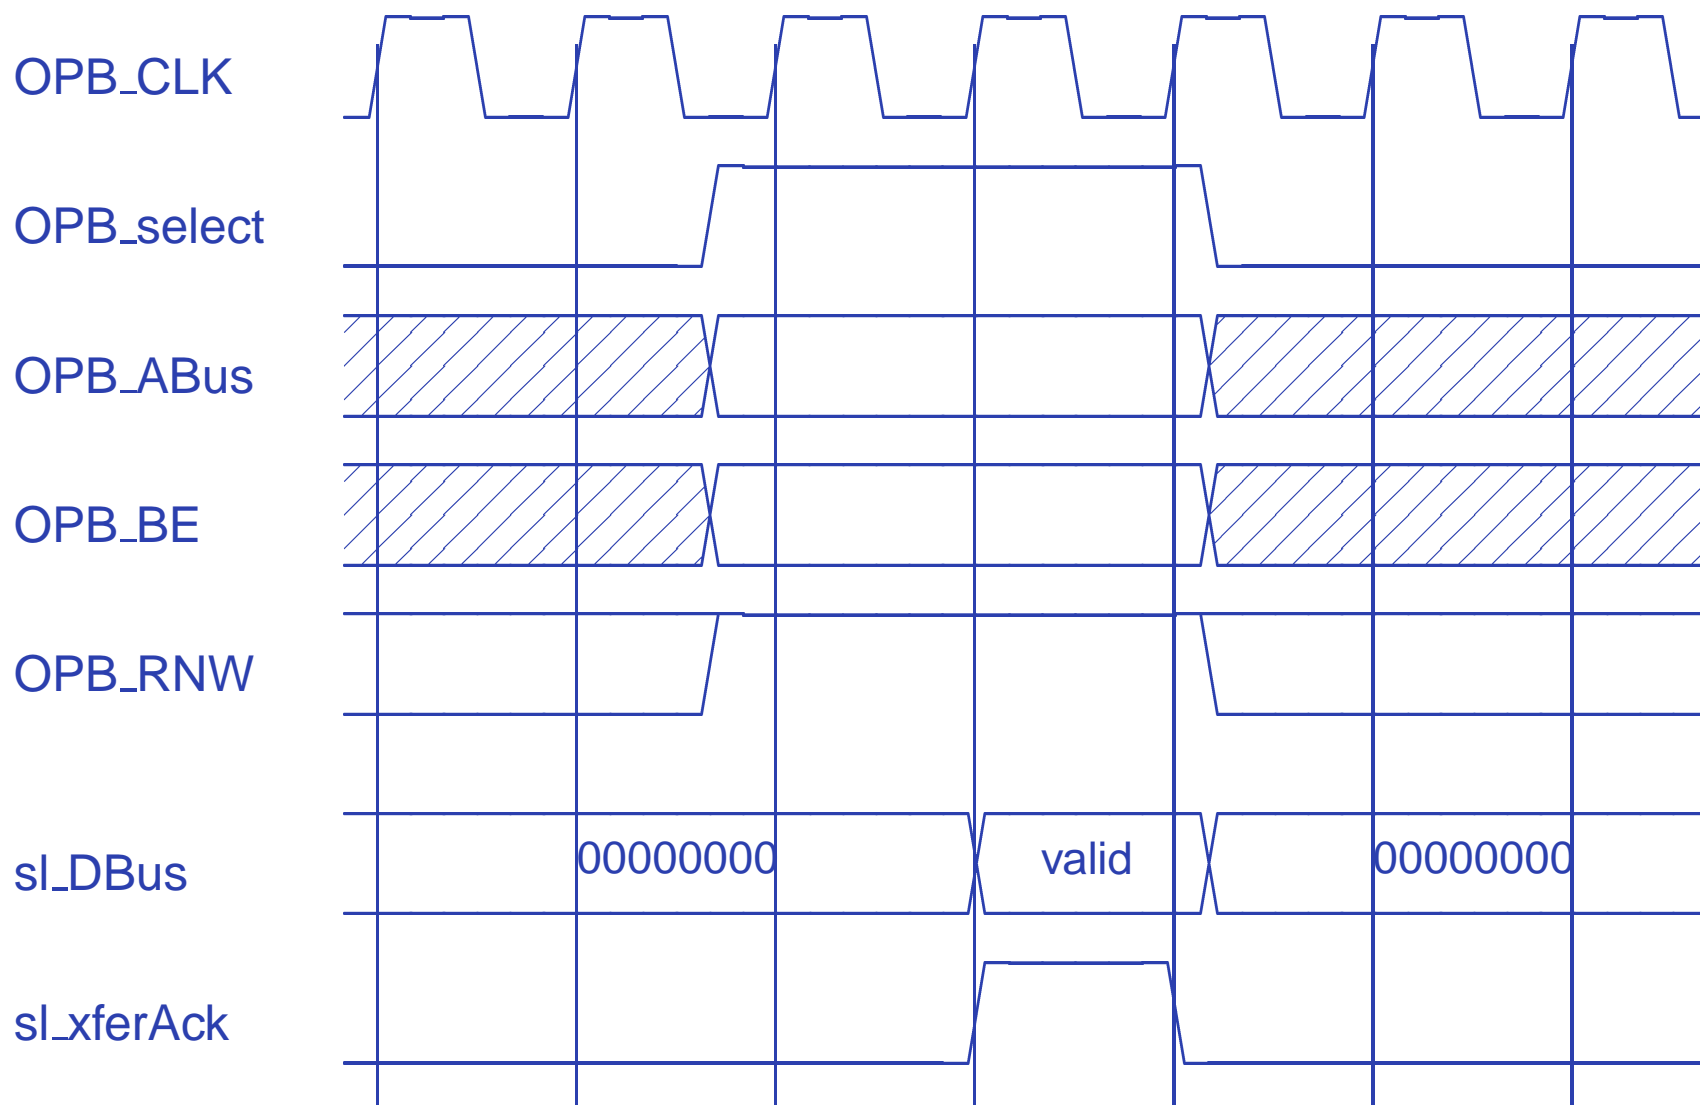 OPB_CLK
OPB_select
OPB_ABus
OPB_BE
OPB_RNW
sl_DBus 00000000 valid 00000000
sl_xferAck